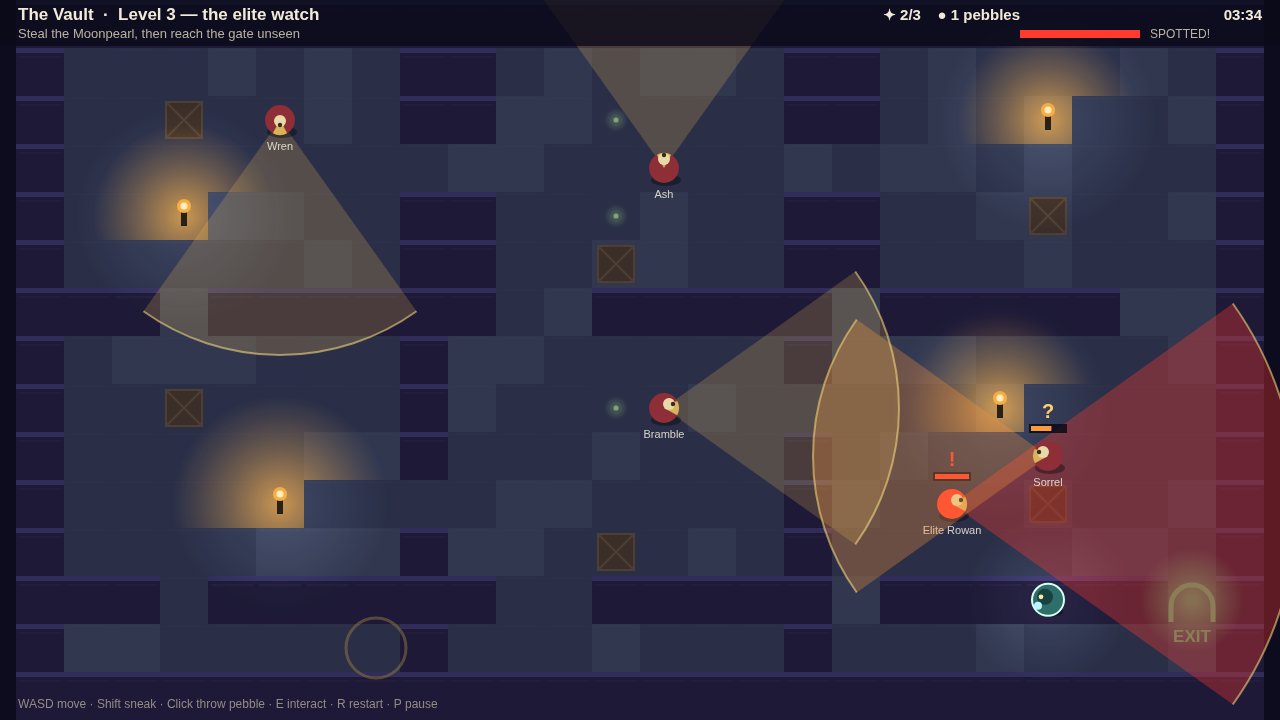 The Vault · Level 3 — the elite watch
✦ 2/3 ● 1 pebbles
03:34
Steal the Moonpearl, then reach the gate unseen
SPOTTED!
Wren
Ash
?
Bramble
!
Sorrel
Elite Rowan
EXIT
WASD move · Shift sneak · Click throw pebble · E interact · R restart · P pause